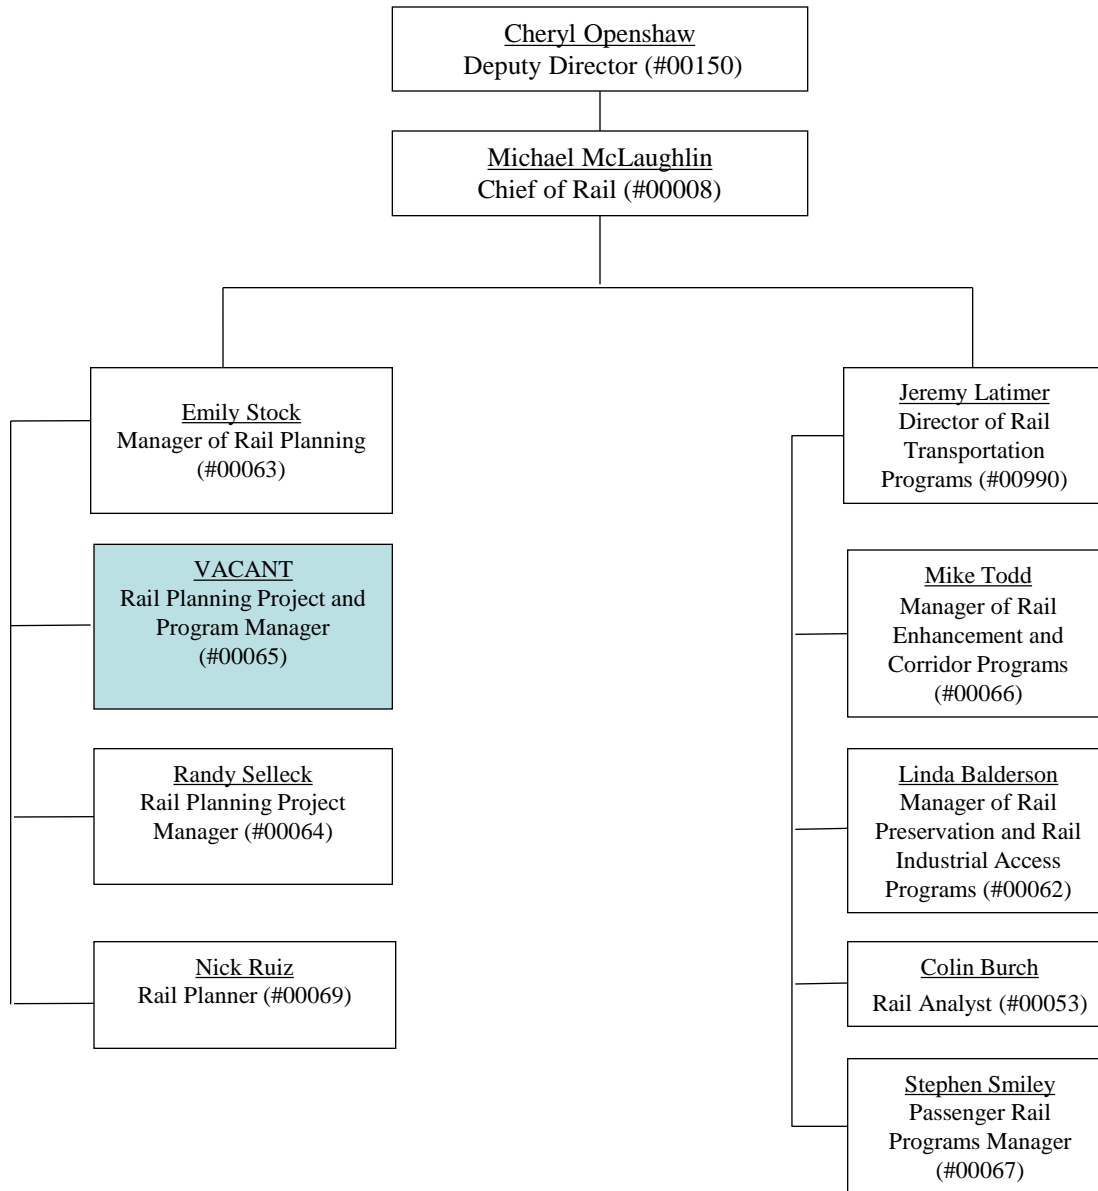 Cheryl Openshaw
Deputy Director (#00150)
Michael McLaughlin
Chief of Rail (#00008)
Emily Stock
Manager of Rail Planning
(#00063)
VACANT
Rail Planning Project and
Program Manager
(#00065)
Randy Selleck
Rail Planning Project
Manager (#00064)
Nick Ruiz
Rail Planner (#00069)
Jeremy Latimer
Director of Rail
Transportation
Programs (#00990)
Mike Todd
Manager of Rail
Enhancement and
Corridor Programs
(#00066)
Linda Balderson
Manager of Rail
Preservation and Rail
Industrial Access
Programs (#00062)
Colin Burch
Rail Analyst (#00053)
Stephen Smiley
Passenger Rail
Programs Manager
(#00067)